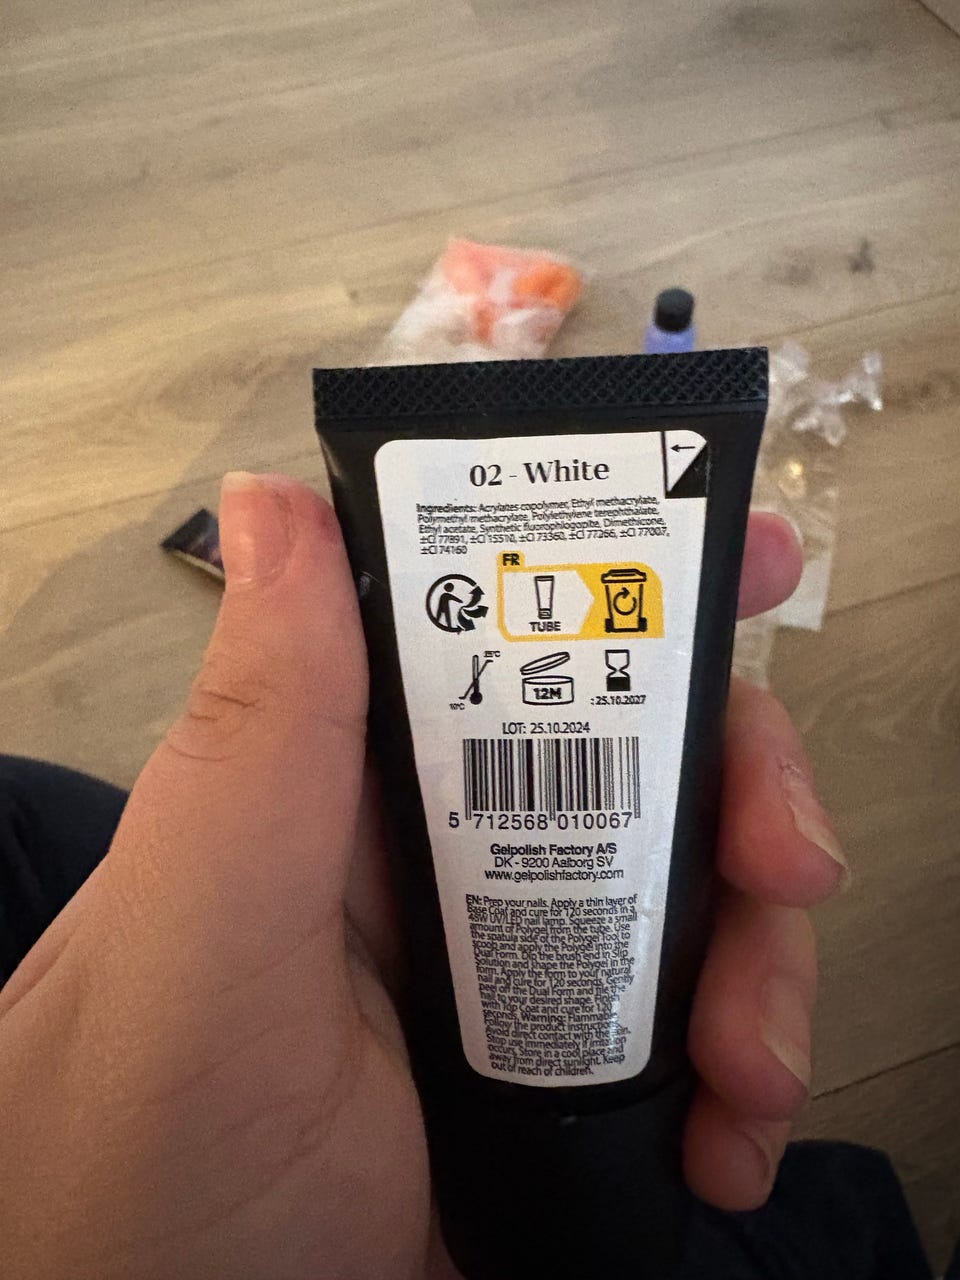 02 - White
Ingredients: Acrylates copolymer, Ethyl methacrylate,
Polymethyl methacrylate, Polylethylene terephthalate,
Ethyl acetate, Synthetic fluorophlogopite, Dimethicone,
±CI 77891, ±CI 15510, ±CI 73360, ±CI 77266, ±CI 77007,
±CI 74160
FR
TUBE
25°C
10°C
12M
: 25.10.2027
LOT: 25.10.2024
5 712568 010067
Gelpolish Factory A/S
DK - 9200 Aalborg SV
www.gelpolishfactory.com
EN: Prep your nails. Apply a thin layer of
Base Coat and cure for 120 seconds in a
48W UV/LED nail lamp. Squeeze a small
amount of Polygel from the tube. Use
the spatula side of the Polygel Tool to
scoop and apply the Polygel into the
Dual Form. Dip the brush end in Slip
Solution and shape the Polygel in the
form. Apply the form to your natural
nail and cure for 120 seconds. Gently
peel off the Dual Form and file the
nail to your desired shape. Finish
with Top Coat and cure for 120
seconds. Warning: Flammable.
Follow the product instructions.
Avoid direct contact with the skin.
Stop use immediately if irritation
occurs. Store in a cool place and
away from direct sunlight. Keep
out of reach of children.